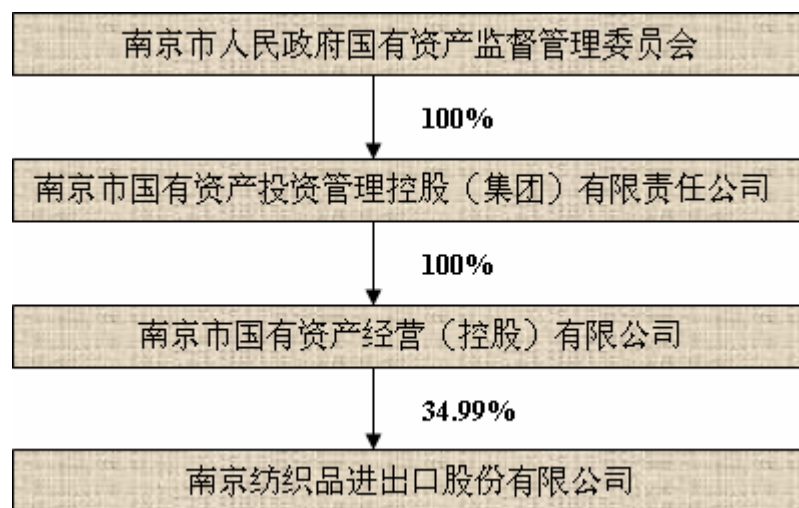 南京市人民政府国有资产监督管理委员会
100%
南京市国有资产投资管理控股（集团）有限责任公司
100%
南京市国有资产经营（控股）有限公司
34.99%
南京纺织品进出口股份有限公司